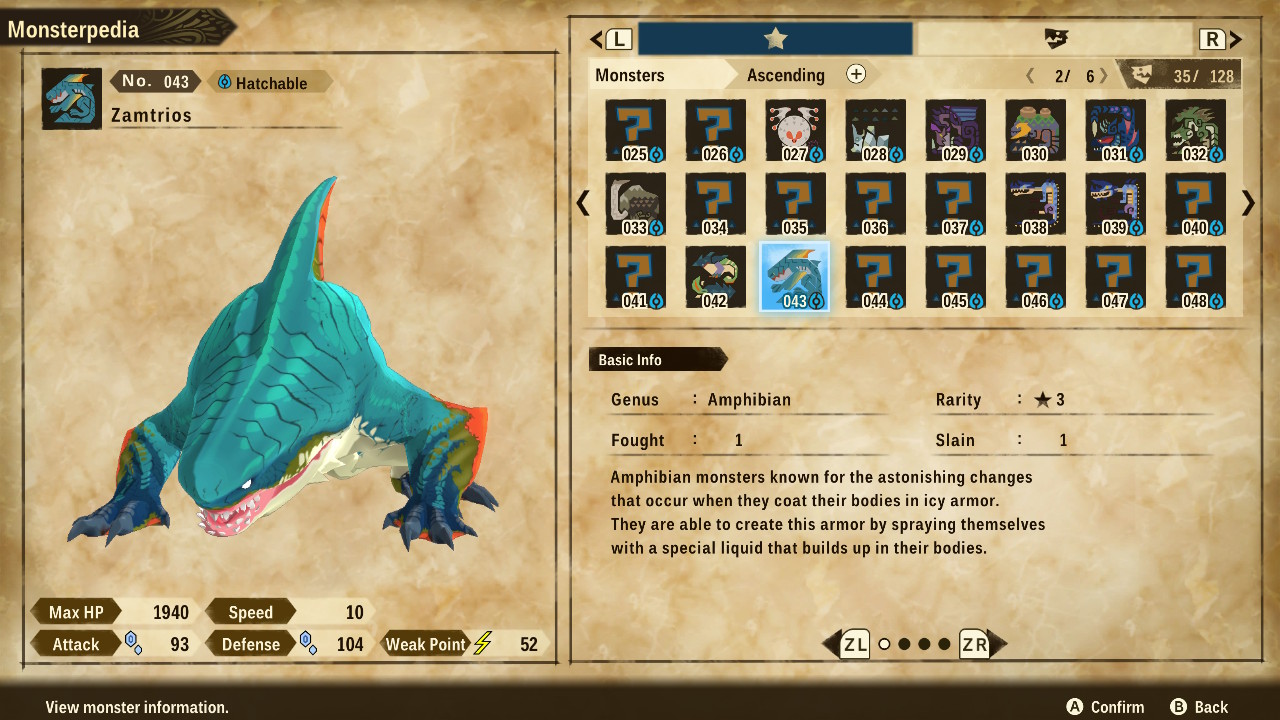 Monsterpedia
No. 043 Hatchable
Zamtrios
L R
Monsters Ascending 2/ 6 35/ 128
? 025 ? 026 027 028 029 030 031 032
033 ? 034 ? 035 ? 036 ? 037 038 039 ? 040
? 041 042 043 ? 044 ? 045 ? 046 ? 047 ? 048
Basic Info
Genus : Amphibian Rarity : 3
Fought : 1 Slain : 1
Amphibian monsters known for the astonishing changes
that occur when they coat their bodies in icy armor.
They are able to create this armor by spraying themselves
with a special liquid that builds up in their bodies.
Max HP 1940 Speed 10
Attack 93 Defense 104 Weak Point 52
ZL ZR
View monster information.
A Confirm B Back